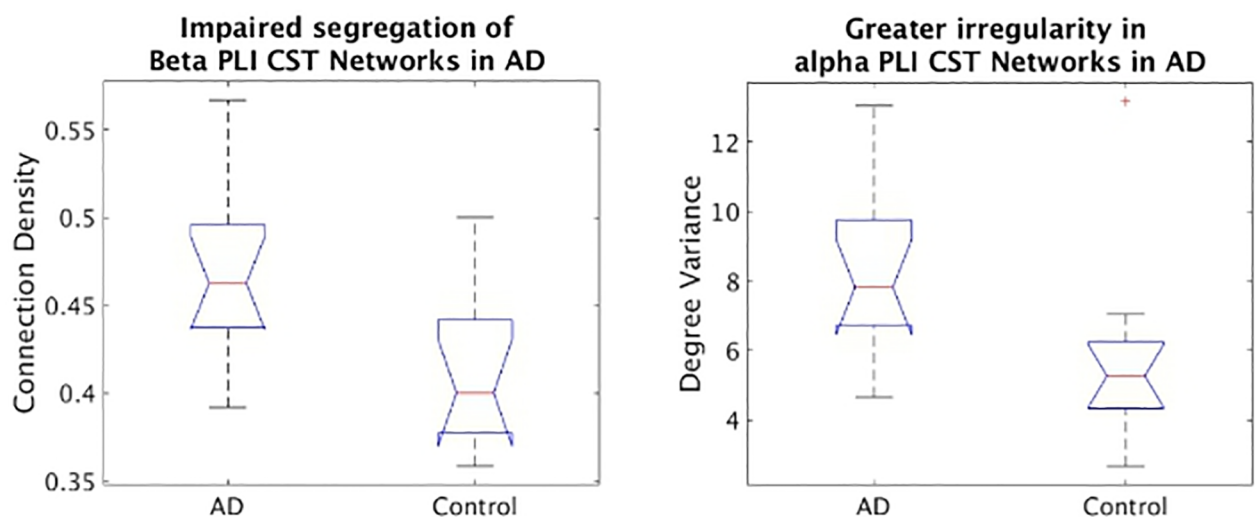 Impaired segregation of
Beta PLI CST Networks in AD
Connection Density
0.55
0.5
0.45
0.4
0.35
AD Control
Greater irregularity in
alpha PLI CST Networks in AD
Degree Variance
12
10
8
6
4
AD Control